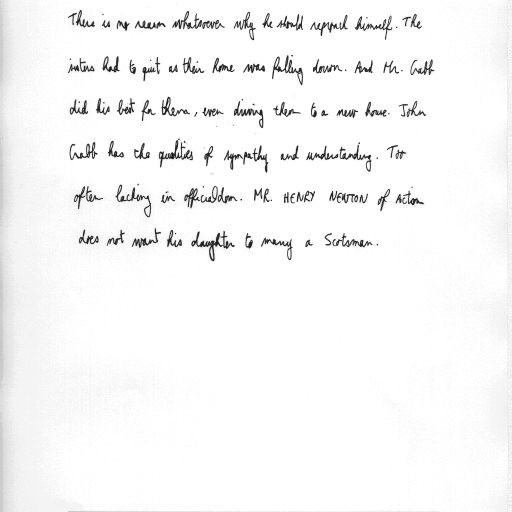 There is no reason whatsoever why he should reproach himself. The
sisters had to quit as their home was falling down. And Mr. Crabb
did his best for them, even driving them to a new house. John
Crabb has the qualities of sympathy and understanding. Too
often lacking in officialdom. MR. HENRY NEWTON of Acton
does not want his daughter to marry a Scotsman.